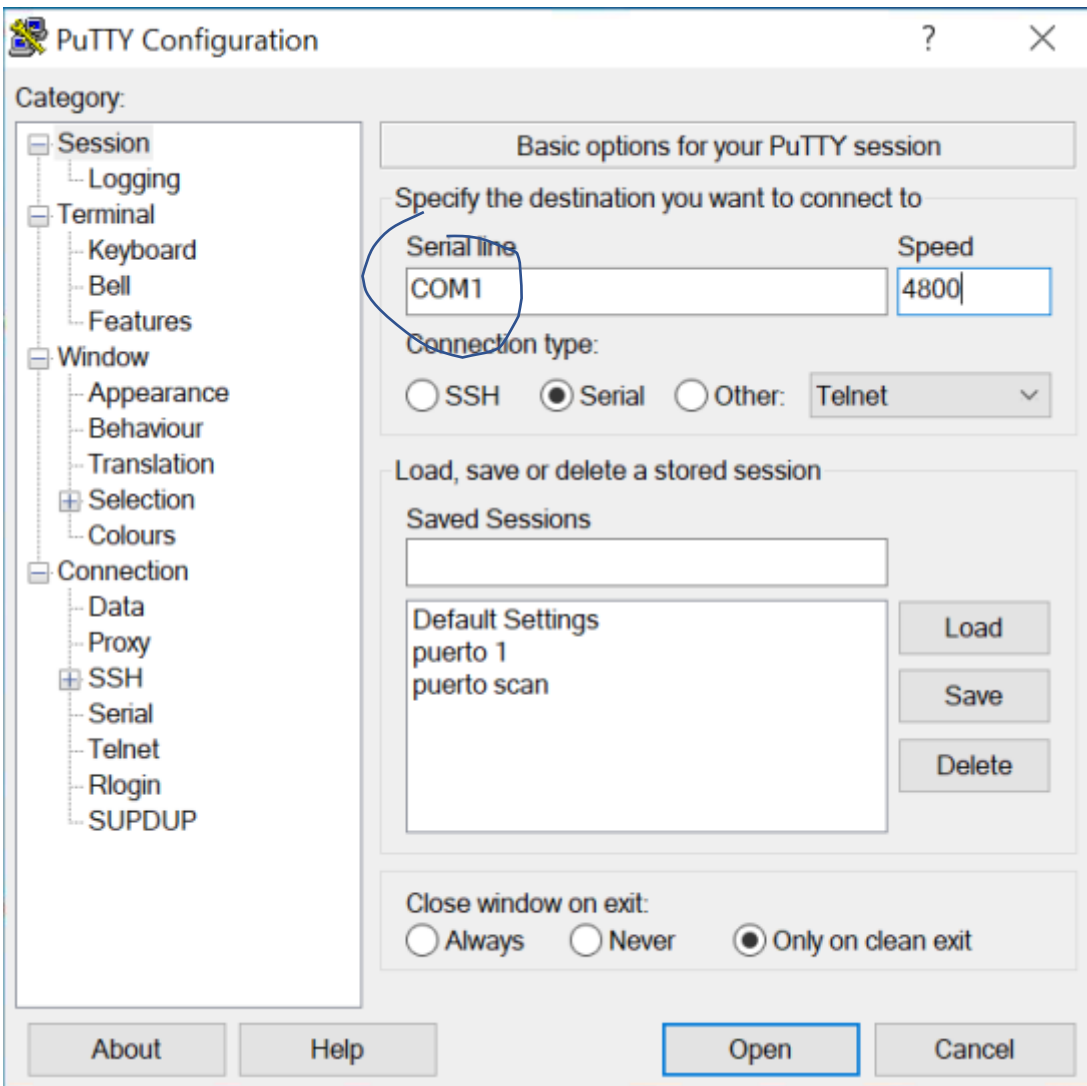 PuTTY Configuration
?
Category:
Session
Logging
Terminal
Keyboard
Bell
Features
Window
Appearance
Behaviour
Translation
Selection
Colours
Connection
Data
Proxy
SSH
Serial
Telnet
Rlogin
SUPDUP
Basic options for your PuTTY session
Specify the destination you want to connect to
Serial line Speed
COM1 4800
Connection type:
SSH Serial Other: Telnet
Load, save or delete a stored session
Saved Sessions
Default Settings
puerto 1
puerto scan
Load
Save
Delete
Close window on exit:
Always Never Only on clean exit
About Help Open Cancel